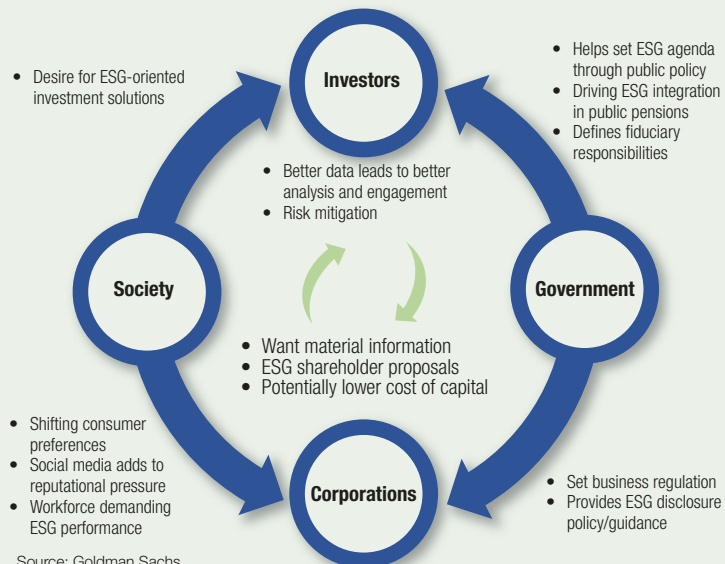 Investors
• Desire for ESG-oriented
investment solutions
• Helps set ESG agenda
through public policy
• Driving ESG integration
in public pensions
• Defines fiduciary
responsibilities
• Better data leads to better
analysis and engagement
• Risk mitigation
Society
Government
• Want material information
• ESG shareholder proposals
• Potentially lower cost of capital
• Shifting consumer
preferences
• Social media adds to
reputational pressure
• Workforce demanding
ESG performance
Corporations
• Set business regulation
• Provides ESG disclosure
policy/guidance
Source: Goldman Sachs